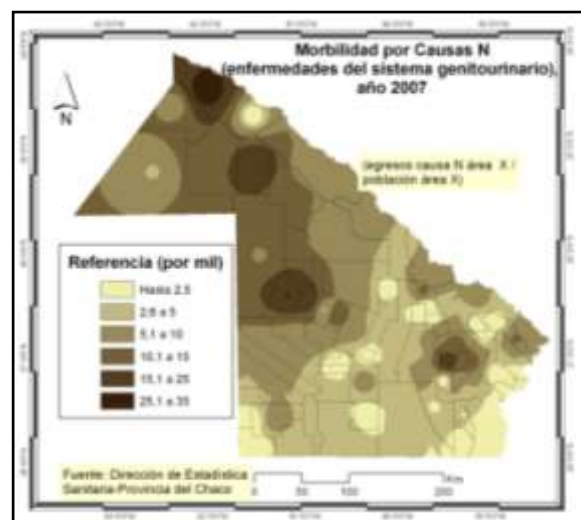 Morbilidad por Causas N
(enfermedades del sistema genitourinario),
año 2007
N
(egresos causa N área X /
población área X)
Referencia (por mil)
Hasta 2,5
2,6 a 5
5,1 a 10
10,1 a 15
15,1 a 25
25,1 a 35
Fuente: Dirección de Estadística
Sanitaria-Provincia del Chaco
Km
0 50 100 200